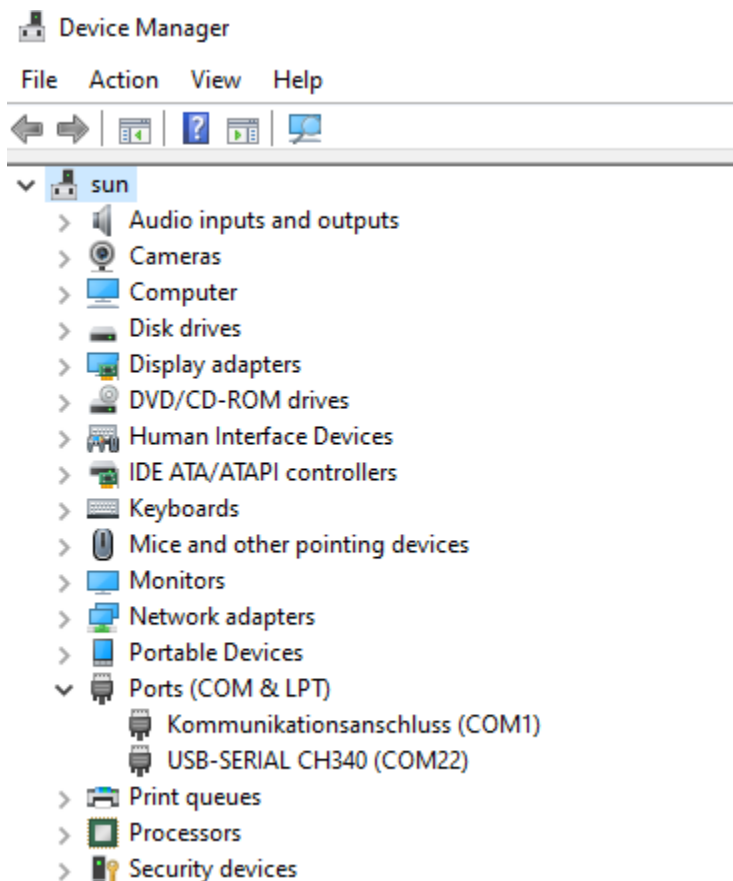 Device Manager
File Action View Help
sun
Audio inputs and outputs
Cameras
Computer
Disk drives
Display adapters
DVD/CD-ROM drives
Human Interface Devices
IDE ATA/ATAPI controllers
Keyboards
Mice and other pointing devices
Monitors
Network adapters
Portable Devices
Ports (COM & LPT)
Kommunikationsanschluss (COM1)
USB-SERIAL CH340 (COM22)
Print queues
Processors
Security devices